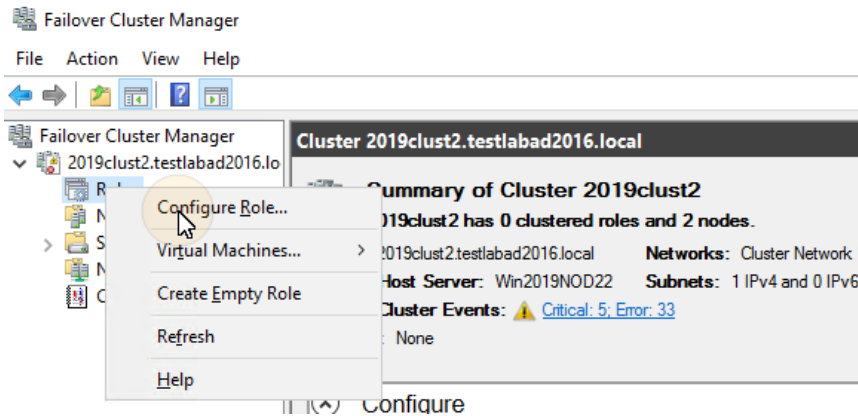 Failover Cluster Manager
File Action View Help
Failover Cluster Manager
2019clust2.testlabad2016.lo
Configure Role...
Virtual Machines...
Create Empty Role
Refresh
Help
Cluster 2019clust2.testlabad2016.local
Summary of Cluster 2019clust2
2019clust2 has 0 clustered roles and 2 nodes.
2019clust2.testlabad2016.local Networks: Cluster Network
Host Server: Win2019NOD22 Subnets: 1 IPv4 and 0 IPv6
Cluster Events: Critical: 5; Error: 33
: None
Configure